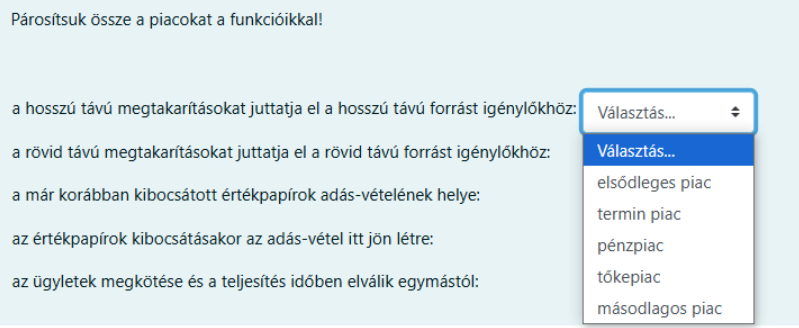 Párosítsuk össze a piacokat a funkcióikkal!
a hosszú távú megtakarításokat juttatja el a hosszú távú forrást igénylőkhöz: Választás...
a rövid távú megtakarításokat juttatja el a rövid távú forrást igénylőkhöz:
a már korábban kibocsátott értékpapírok adás-vételének helye:
az értékpapírok kibocsátásakor az adás-vétel itt jön létre:
az ügyletek megkötése és a teljesítés időben elválik egymástól:
Választás...
elsődleges piac
termin piac
pénzpiac
tőkepiac
másodlagos piac